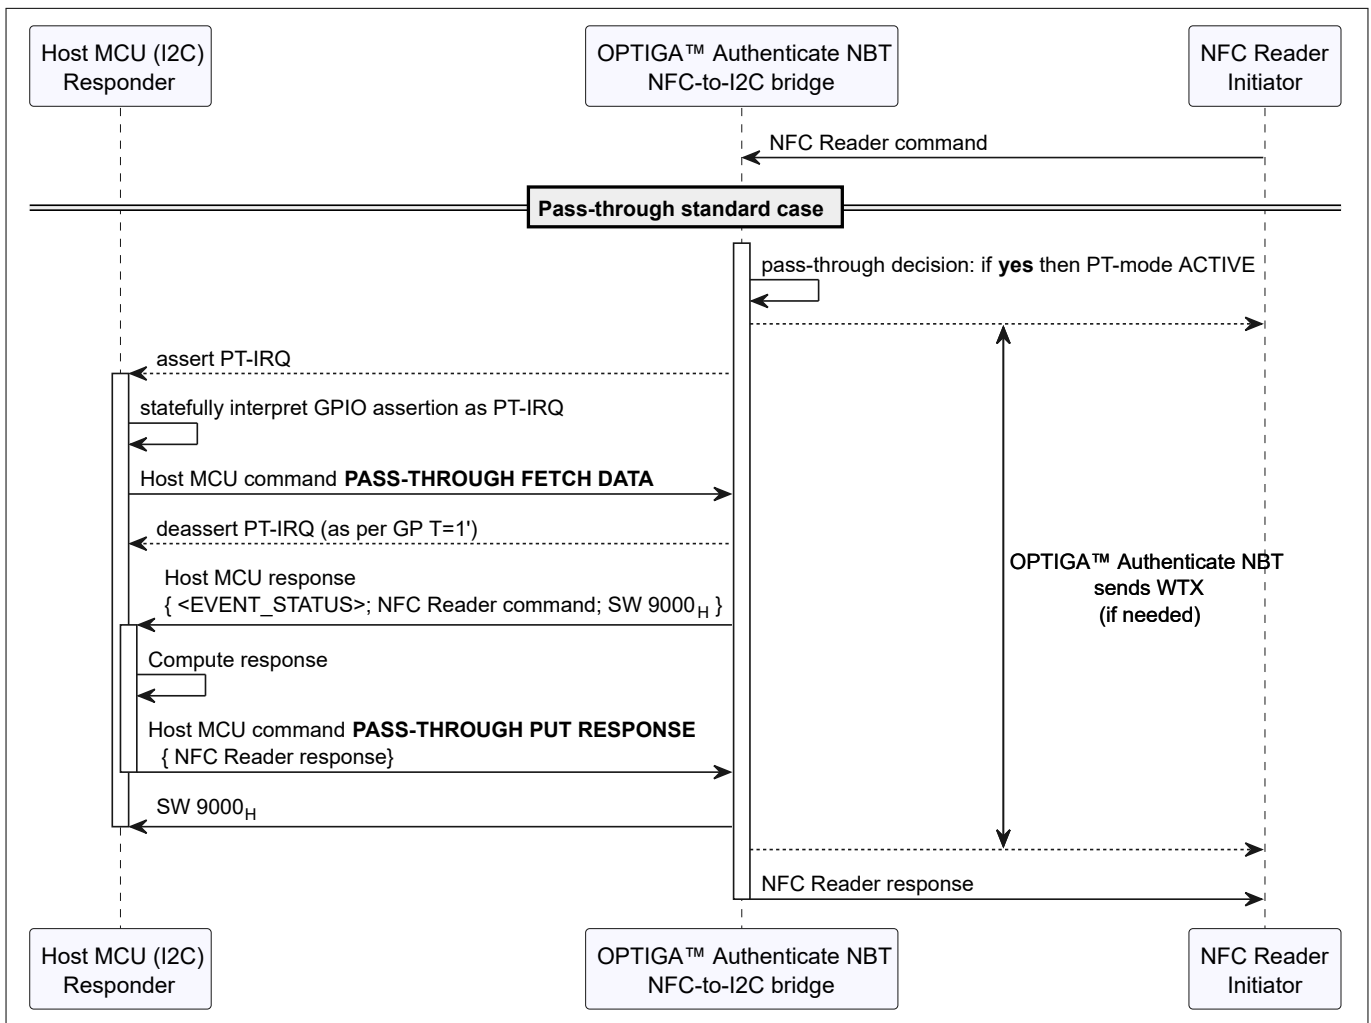 Host MCU (I2C)
Responder
OPTIGA™ Authenticate NBT
NFC-to-I2C bridge
NFC Reader
Initiator
NFC Reader command
Pass-through standard case
pass-through decision: if yes then PT-mode ACTIVE
assert PT-IRQ
statefully interpret GPIO assertion as PT-IRQ
Host MCU command PASS-THROUGH FETCH DATA
deassert PT-IRQ (as per GP T=1')
OPTIGA™ Authenticate NBT
sends WTX
(if needed)
Host MCU response
{ <EVENT_STATUS>; NFC Reader command; SW 9000H }
Compute response
Host MCU command PASS-THROUGH PUT RESPONSE
{ NFC Reader response}
SW 9000H
NFC Reader response
Host MCU (I2C)
Responder
OPTIGA™ Authenticate NBT
NFC-to-I2C bridge
NFC Reader
Initiator